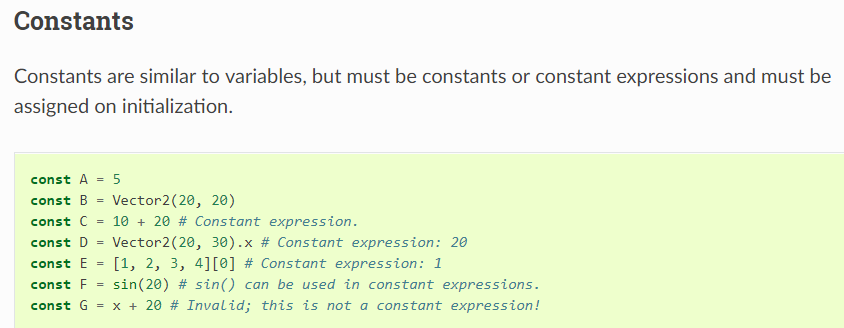 Constants
Constants are similar to variables, but must be constants or constant expressions and must be
assigned on initialization.
const A = 5
const B = Vector2(20, 20)
const C = 10 + 20 # Constant expression.
const D = Vector2(20, 30).x # Constant expression: 20
const E = [1, 2, 3, 4][0] # Constant expression: 1
const F = sin(20) # sin() can be used in constant expressions.
const G = x + 20 # Invalid; this is not a constant expression!